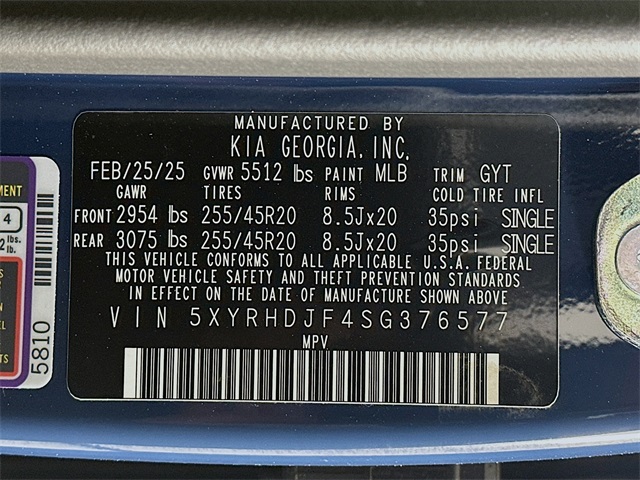 MANUFACTURED BY
KIA GEORGIA, INC.
FEB/25/25 GVWR 5512 lbs PAINT MLB TRIM GYT
GAWR TIRES RIMS COLD TIRE INFL
FRONT 2954 lbs 255/45R20 8.5Jx20 35psi SINGLE
REAR 3075 lbs 255/45R20 8.5Jx20 35psi SINGLE
THIS VEHICLE CONFORMS TO ALL APPLICABLE U.S.A. FEDERAL
MOTOR VEHICLE SAFETY AND THEFT PREVENTION STANDARDS
IN EFFECT ON THE DATE OF MANUFACTURE SHOWN ABOVE
VIN 5XYRHDJF4SG376577
MPV
4
lbs.
5810